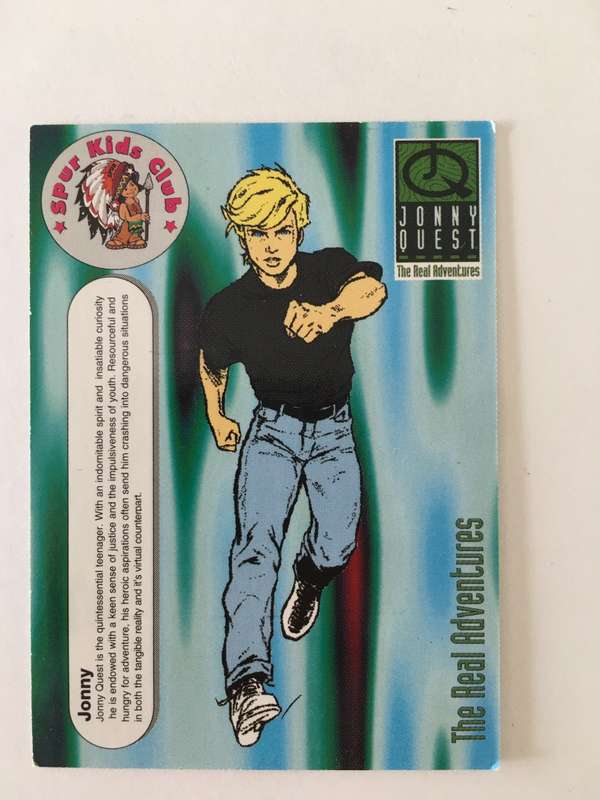 ★ Spur Kids Club ★
JQ
JONNY
QUEST
The Real Adventures
Jonny
Jonny Quest is the quintessential teenager. With an indomitable spirit and insatiable curiosity
he is endowed with a keen sense of justice and the impulsiveness of youth. Resourceful and
hungry for adventure, his heroic aspirations often send him crashing into dangerous situations
in both the tangible reality and it's virtual counterpart.
The Real Adventures